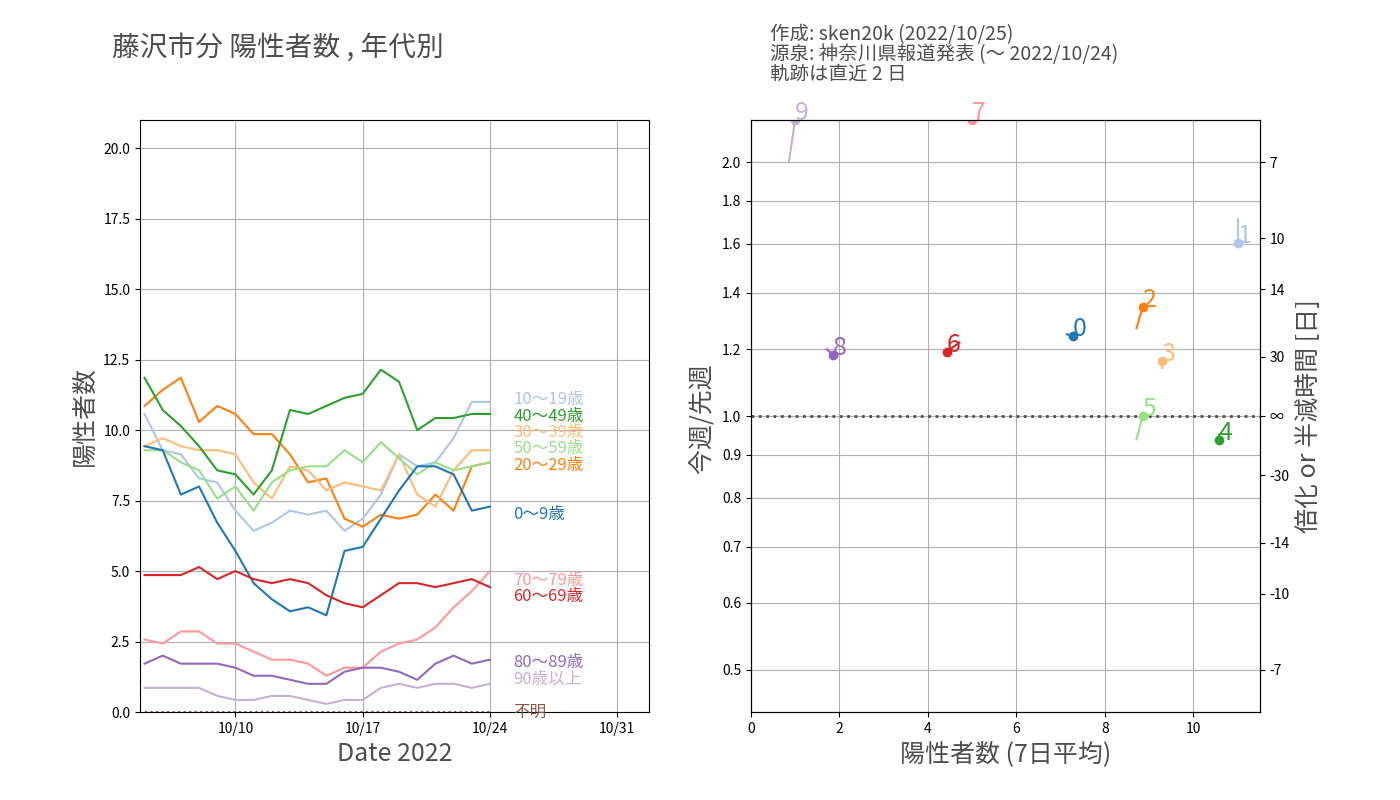 藤沢市分 陽性者数 , 年代別
作成: sken20k (2022/10/25)
源泉: 神奈川県報道発表 (〜 2022/10/24)
軌跡は直近 2 日
陽性者数
20.0
17.5
15.0
12.5
10.0
7.5
5.0
2.5
0.0
10/10
10/17
10/24
10/31
Date 2022
10〜19歳
40〜49歳
30〜39歳
50〜59歳
20〜29歳
0〜9歳
70〜79歳
60〜69歳
80〜89歳
90歳以上
不明
今週/先週
2.0
1.8
1.6
1.4
1.2
1.0
0.9
0.8
0.7
0.6
0.5
9
7
1
2
0
3
6
8
5
4
0
2
4
6
8
10
陽性者数 (7日平均)
7
10
14
30
∞
-30
-14
-10
-7
倍化 or 半減時間 [日]